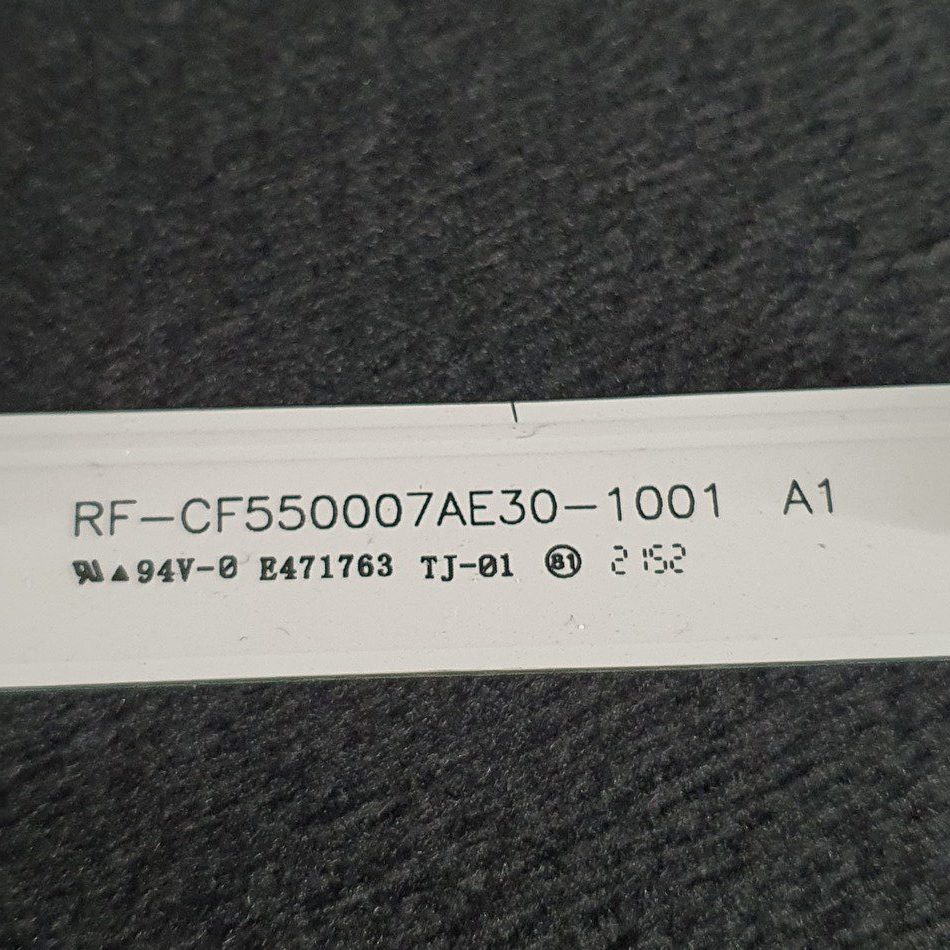 RF-CF550007AE30-1001 A1
94V-0 E471763 TJ-01 81 2152